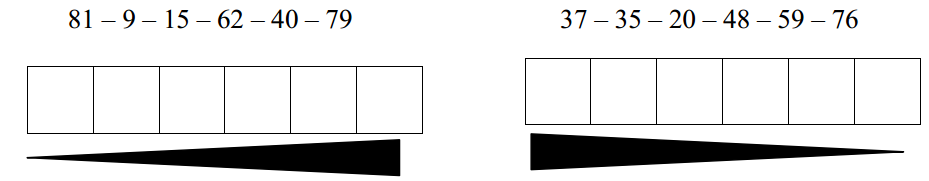 81 – 9 – 15 – 62 – 40 – 79
37 – 35 – 20 – 48 – 59 – 76